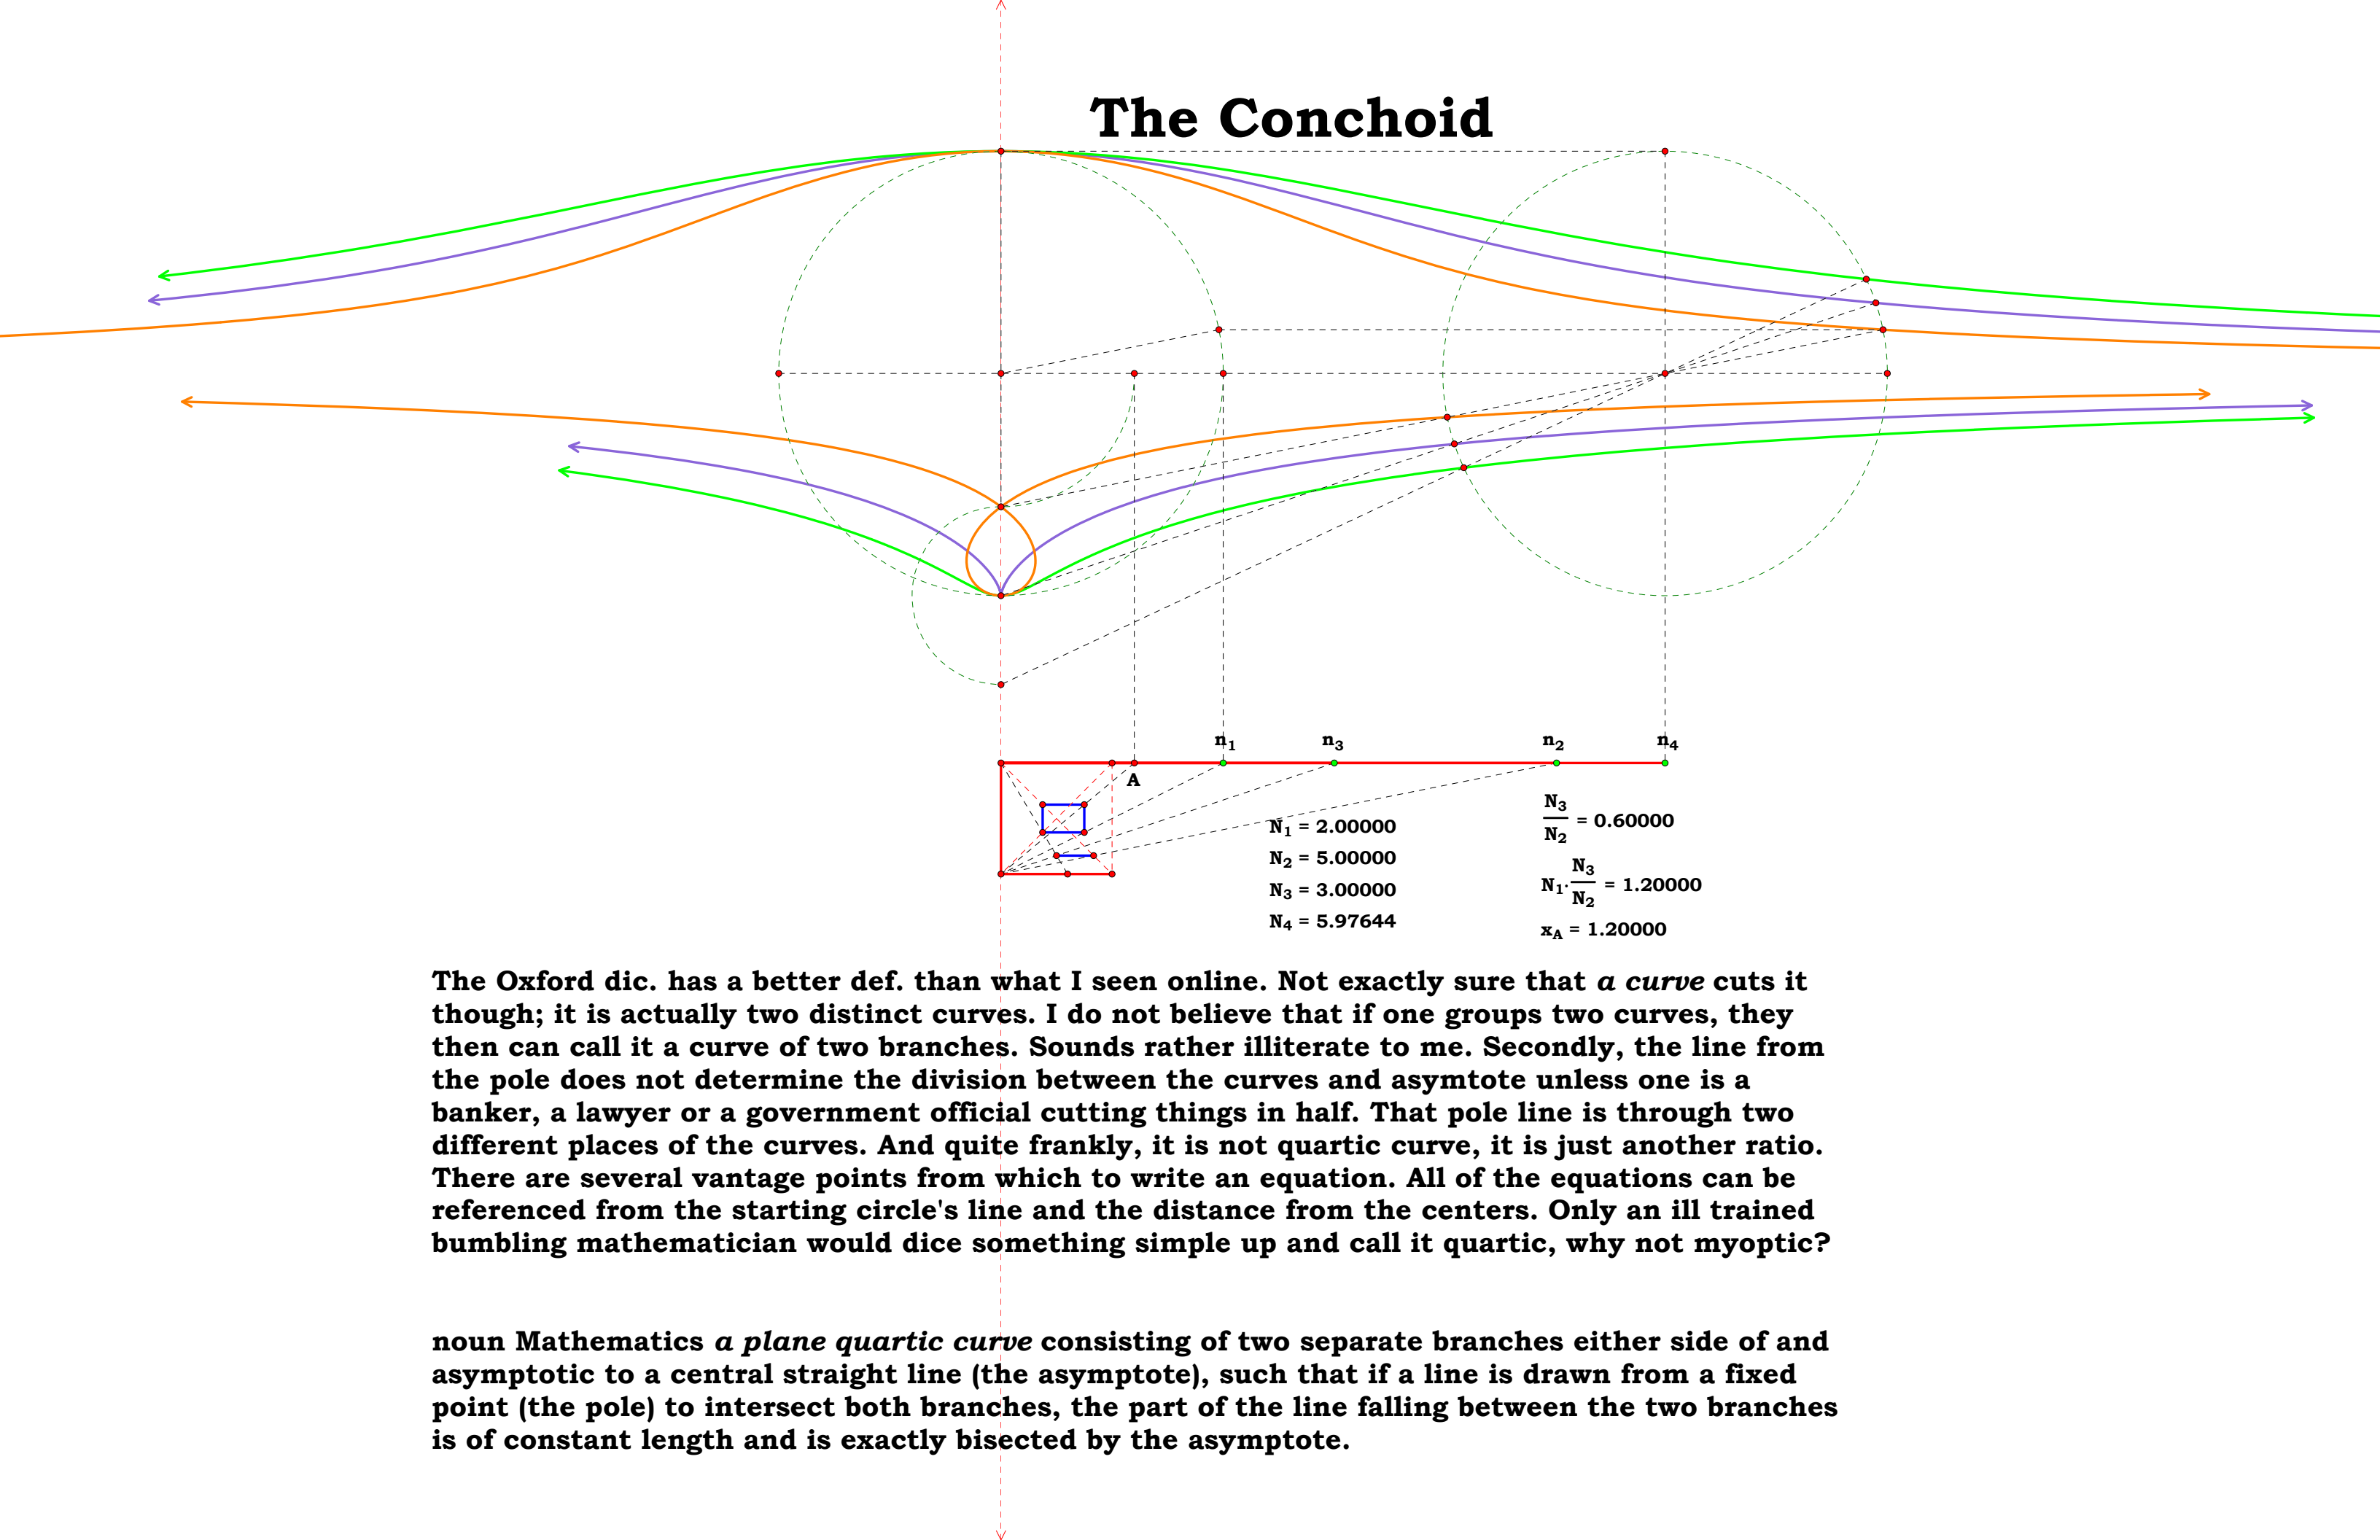 The Conchoid
n1
n3
n2
n4
A
N1 = 2.00000
N2 = 5.00000
N3 = 3.00000
N4 = 5.97644
N3
N2
= 0.60000
N1·
N3
N2
= 1.20000
xA = 1.20000
The Oxford dic. has a better def. than what I seen online. Not exactly sure that a curve cuts it
though; it is actually two distinct curves. I do not believe that if one groups two curves, they
then can call it a curve of two branches. Sounds rather illiterate to me. Secondly, the line from
the pole does not determine the division between the curves and asymtote unless one is a
banker, a lawyer or a government official cutting things in half. That pole line is through two
different places of the curves. And quite frankly, it is not quartic curve, it is just another ratio.
There are several vantage points from which to write an equation. All of the equations can be
referenced from the starting circle's line and the distance from the centers. Only an ill trained
bumbling mathematician would dice something simple up and call it quartic, why not myoptic?
noun Mathematics a plane quartic curve consisting of two separate branches either side of and
asymptotic to a central straight line (the asymptote), such that if a line is drawn from a fixed
point (the pole) to intersect both branches, the part of the line falling between the two branches
is of constant length and is exactly bisected by the asymptote.